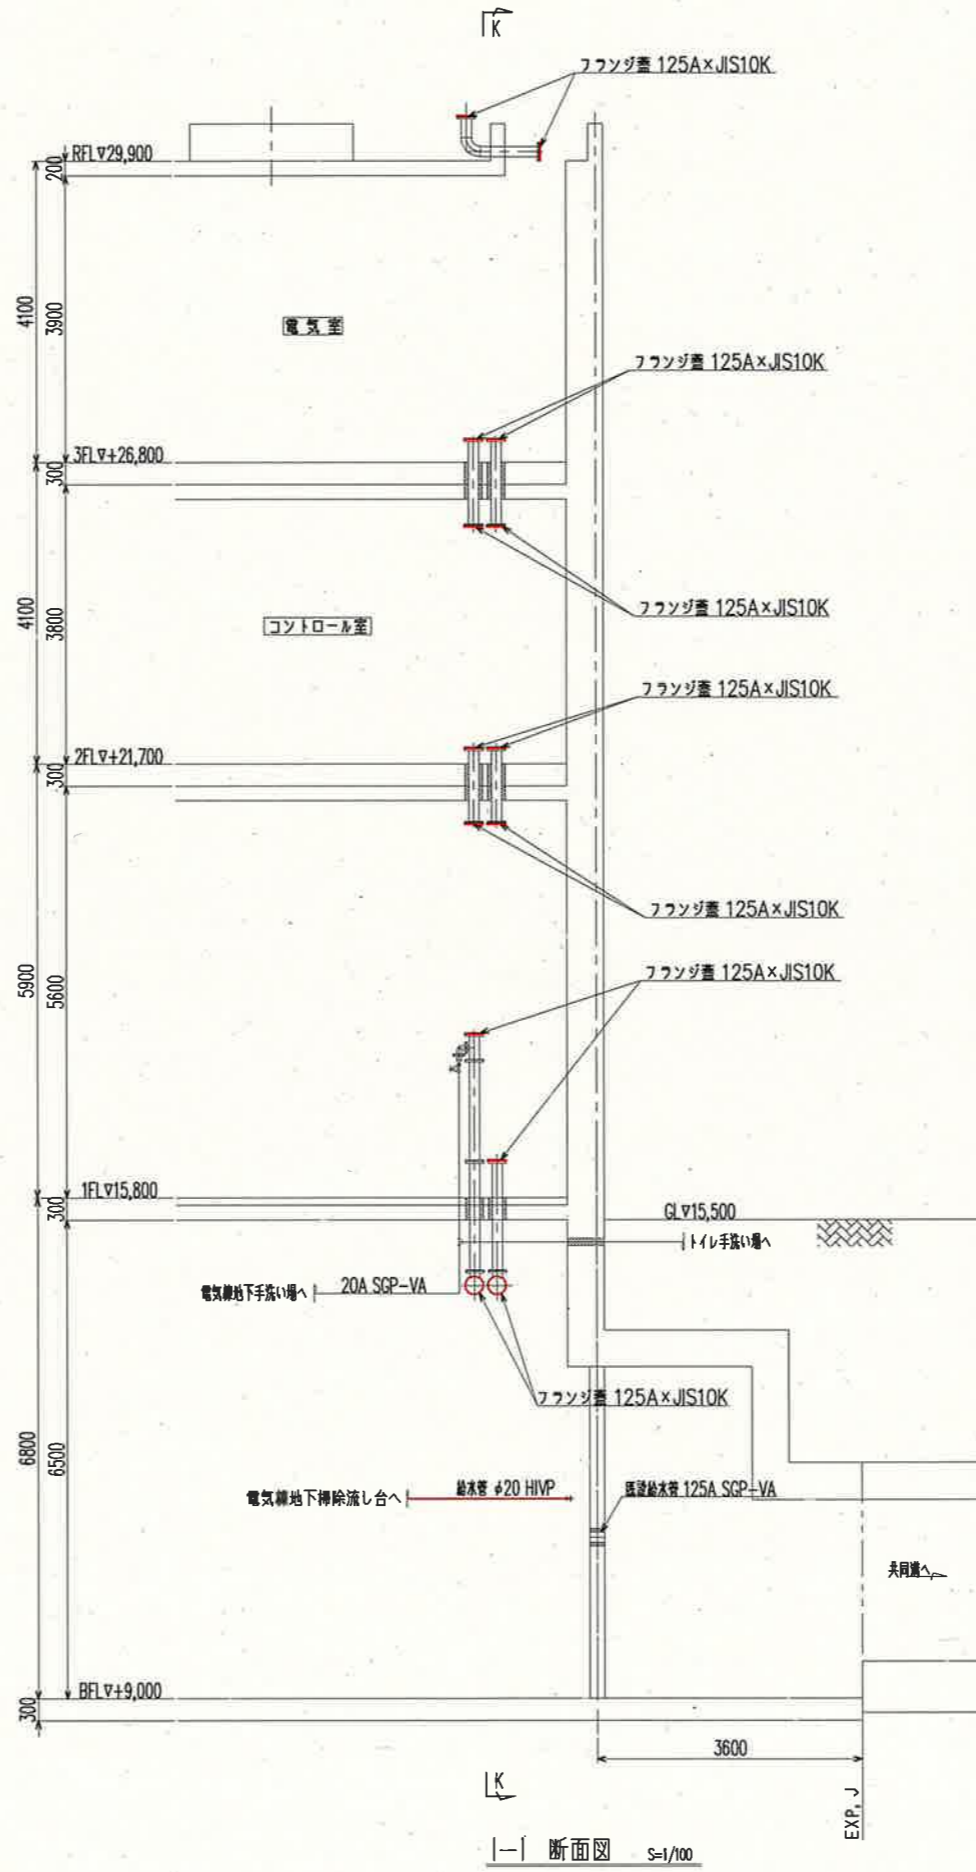 K
フランジ蓋 125A×JIS10K
RFL▽29,900
200
4100
3900
電気室
フランジ蓋 125A×JIS10K
3FL▽+26,800
300
フランジ蓋 125A×JIS10K
4100
3800
コントロール室
フランジ蓋 125A×JIS10K
2FL▽+21,700
300
フランジ蓋 125A×JIS10K
フランジ蓋 125A×JIS10K
5900
5600
1FL▽15,800
300
GL▽15,500
トイレ手洗い場へ
電気棟地下手洗い場へ
20A SGP-VA
フランジ蓋 125A×JIS10K
6800
6500
電気棟地下掃除流し台へ
給水管 φ20 HIVP
既設給水管 125A SGP-VA
共同溝へ
BFL▽+9,000
300
3600
K
EXP, J
I-I 断面図 S=1/100